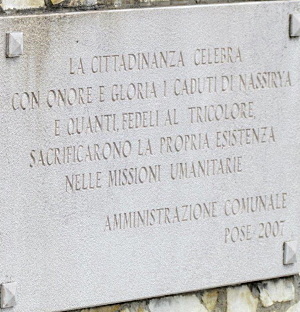 LA CITTADINANZA CELEBRA
CON ONORE E GLORIA I CADUTI DI NASSIRYA
E QUANTI, FEDELI AL TRICOLORE,
SACRIFICARONO LA PROPRIA ESISTENZA
NELLE MISSIONI UMANITARIE
AMMINISTRAZIONE COMUNALE
POSE/2007